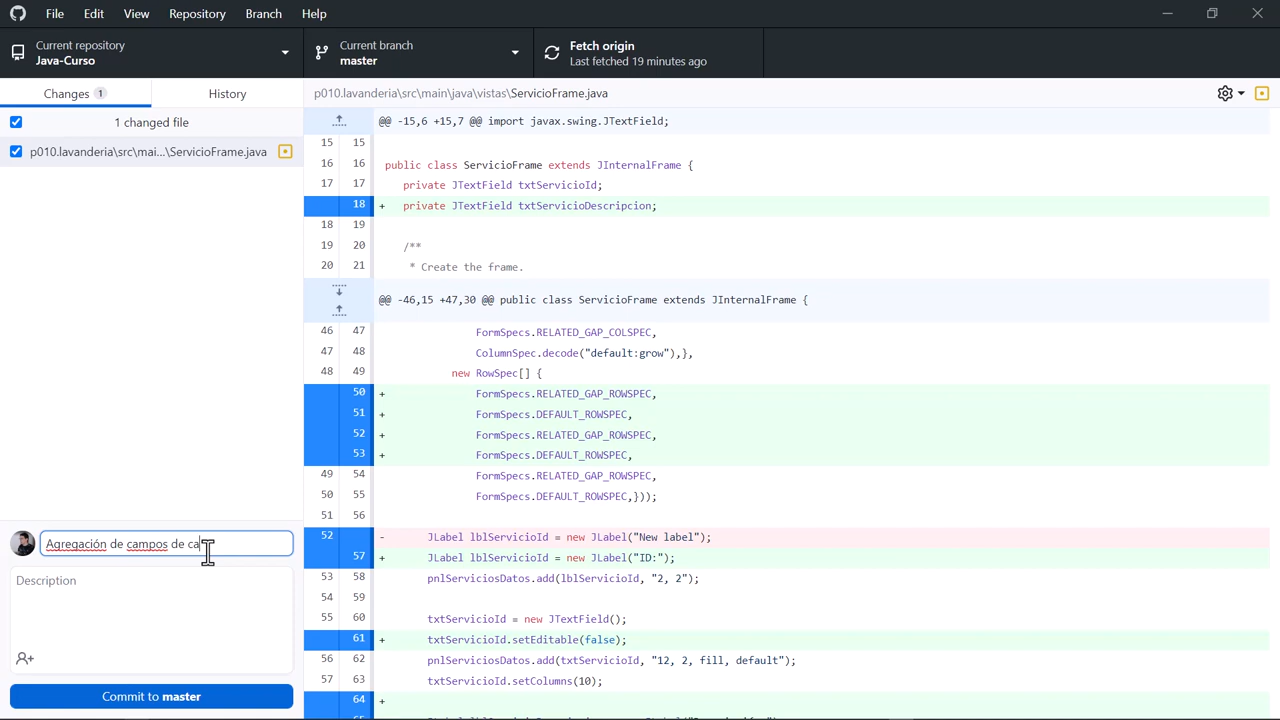 File Edit View Repository Branch Help
Current repository
Java-Curso
Current branch
master
Fetch origin
Last fetched 19 minutes ago
Changes 1 History
p010.lavanderia\src\main\java\vistas\ServicioFrame.java
1 changed file
p010.lavanderia\src\mai...\ServicioFrame.java
@@ -15,6 +15,7 @@ import javax.swing.JTextField;
15 15
16 16 public class ServicioFrame extends JInternalFrame {
17 17 private JTextField txtServicioId;
18 + private JTextField txtServicioDescripcion;
18 19
19 20 /**
20 21 * Create the frame.
@@ -46,15 +47,30 @@ public class ServicioFrame extends JInternalFrame {
46 47 FormSpecs.RELATED_GAP_COLSPEC,
47 48 ColumnSpec.decode("default:grow"),},
48 49 new RowSpec[] {
50 + FormSpecs.RELATED_GAP_ROWSPEC,
51 + FormSpecs.DEFAULT_ROWSPEC,
52 + FormSpecs.RELATED_GAP_ROWSPEC,
53 + FormSpecs.DEFAULT_ROWSPEC,
49 54 FormSpecs.RELATED_GAP_ROWSPEC,
50 55 FormSpecs.DEFAULT_ROWSPEC,}));
51 56
52 - JLabel lblServicioId = new JLabel("New label");
57 + JLabel lblServicioId = new JLabel("ID:");
53 58 pnlServiciosDatos.add(lblServicioId, "2, 2");
54 59
55 60 txtServicioId = new JTextField();
61 + txtServicioId.setEditable(false);
56 62 pnlServiciosDatos.add(txtServicioId, "12, 2, fill, default");
57 63 txtServicioId.setColumns(10);
64 +
Agregación de campos de ca
Description
Commit to master